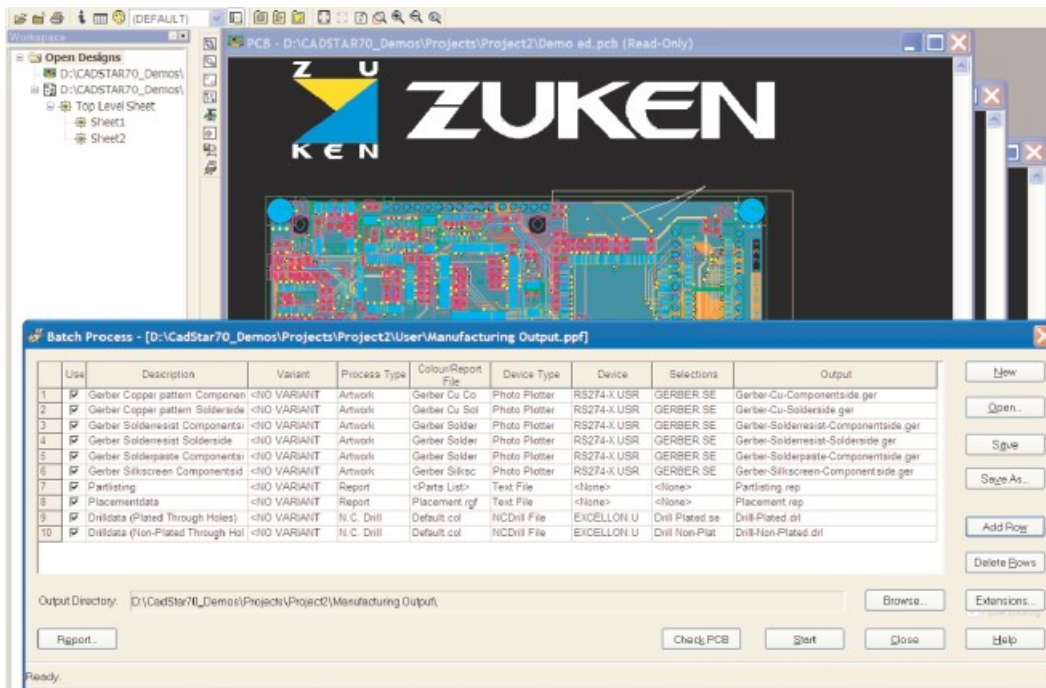 (DEFAULT)
Workspace
Open Designs
D:\CADSTAR70_Demos\
D:\CADSTAR70_Demos\
Top Level Sheet
Sheet1
Sheet2
PCB - D:\CADSTAR70_Demos\Projects\Project2\Demo ed.pcb (Read-Only)
Z U
K E N
ZUKEN
Batch Process - [D:\CadStar70_Demos\Projects\Project2\User\Manufacturing Output.ppf]
Use Description Variant Process Type Colour/Report File Device Type Device Selections Output
1 Gerber Copper pattern Componen <NO VARIANT Artwork Gerber Cu Co Photo Plotter RS274-X.USR GERBER.SE Gerber-Cu-Componentside.ger
2 Gerber Copper pattern Solderside <NO VARIANT Artwork Gerber Cu Sol Photo Plotter RS274-X.USR GERBER.SE Gerber-Cu-Solderside.ger
3 Gerber Solderresist Componentsi <NO VARIANT Artwork Gerber Solder Photo Plotter RS274-X.USR GERBER.SE Gerber-Solderresist-Componentside.ger
4 Gerber Solderresist Solderside <NO VARIANT Artwork Gerber Solder Photo Plotter RS274-X.USR GERBER.SE Gerber-Solderresist-Solderside.ger
5 Gerber Solderpaste Componentsi <NO VARIANT Artwork Gerber Solder Photo Plotter RS274-X.USR GERBER.SE Gerber-Solderpaste-Componentside.ger
6 Gerber Silkscreen Componentsid <NO VARIANT Artwork Gerber Silksc Photo Plotter RS274-X.USR GERBER.SE Gerber-Silkscreen-Componentside.ger
7 Partlisting <NO VARIANT Report <Parts List> Text File <None> <None> Partlisting.rep
8 Placementdata <NO VARIANT Report Placement.rgf Text File <None> <None> Placement.rep
9 Drilldata (Plated Through Holes) <NO VARIANT N.C. Drill Default.col NCDrill File EXCELLON.U Drill Plated.se Drill-Plated.drl
10 Drilldata (Non-Plated Through Hol <NO VARIANT N.C. Drill Default.col NCDrill File EXCELLON.U Drill Non-Plat Drill-Non-Plated.drl
New
Open...
Save
Save As...
Add Row
Delete Rows
Output Directory: D:\CadStar70_Demos\Projects\Project2\Manufacturing Output\ Browse... Extensions...
Report... Check PCB Start Close Help
Ready.